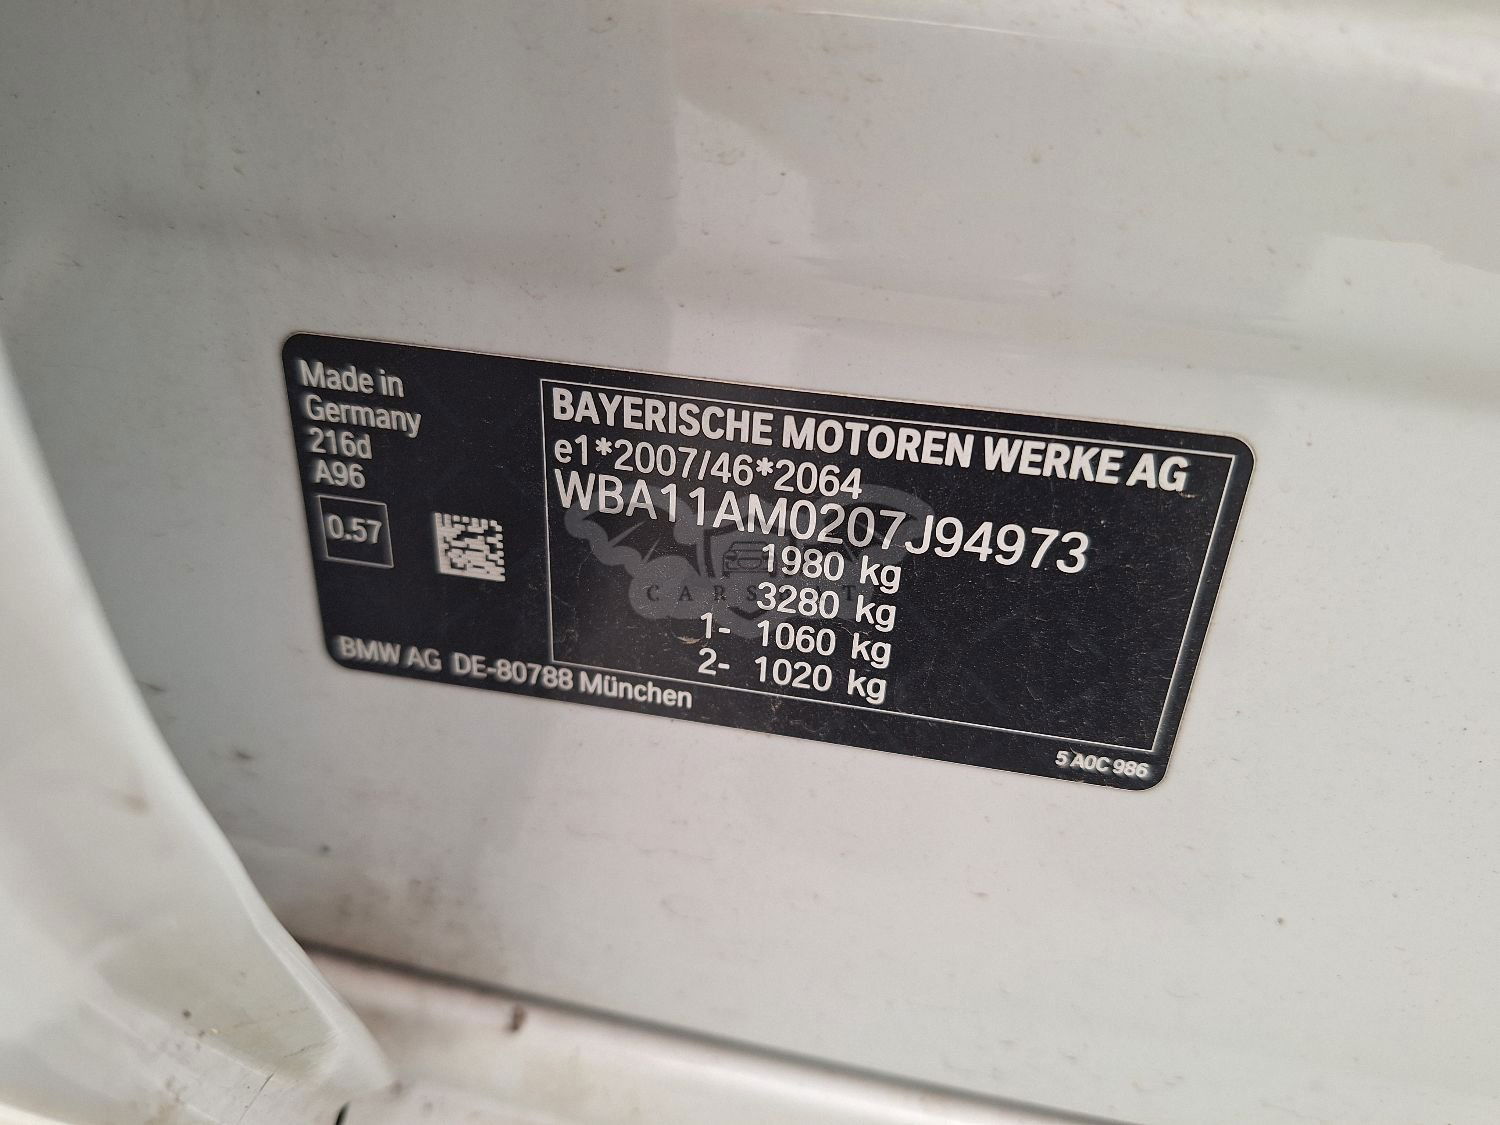 Made in
Germany
216d
A96
0.57
BAYERISCHE MOTOREN WERKE AG
e1*2007/46*2064
WBA11AM0207J94973
1980 kg
3280 kg
1- 1060 kg
2- 1020 kg
BMW AG DE-80788 München
5 A0C 986